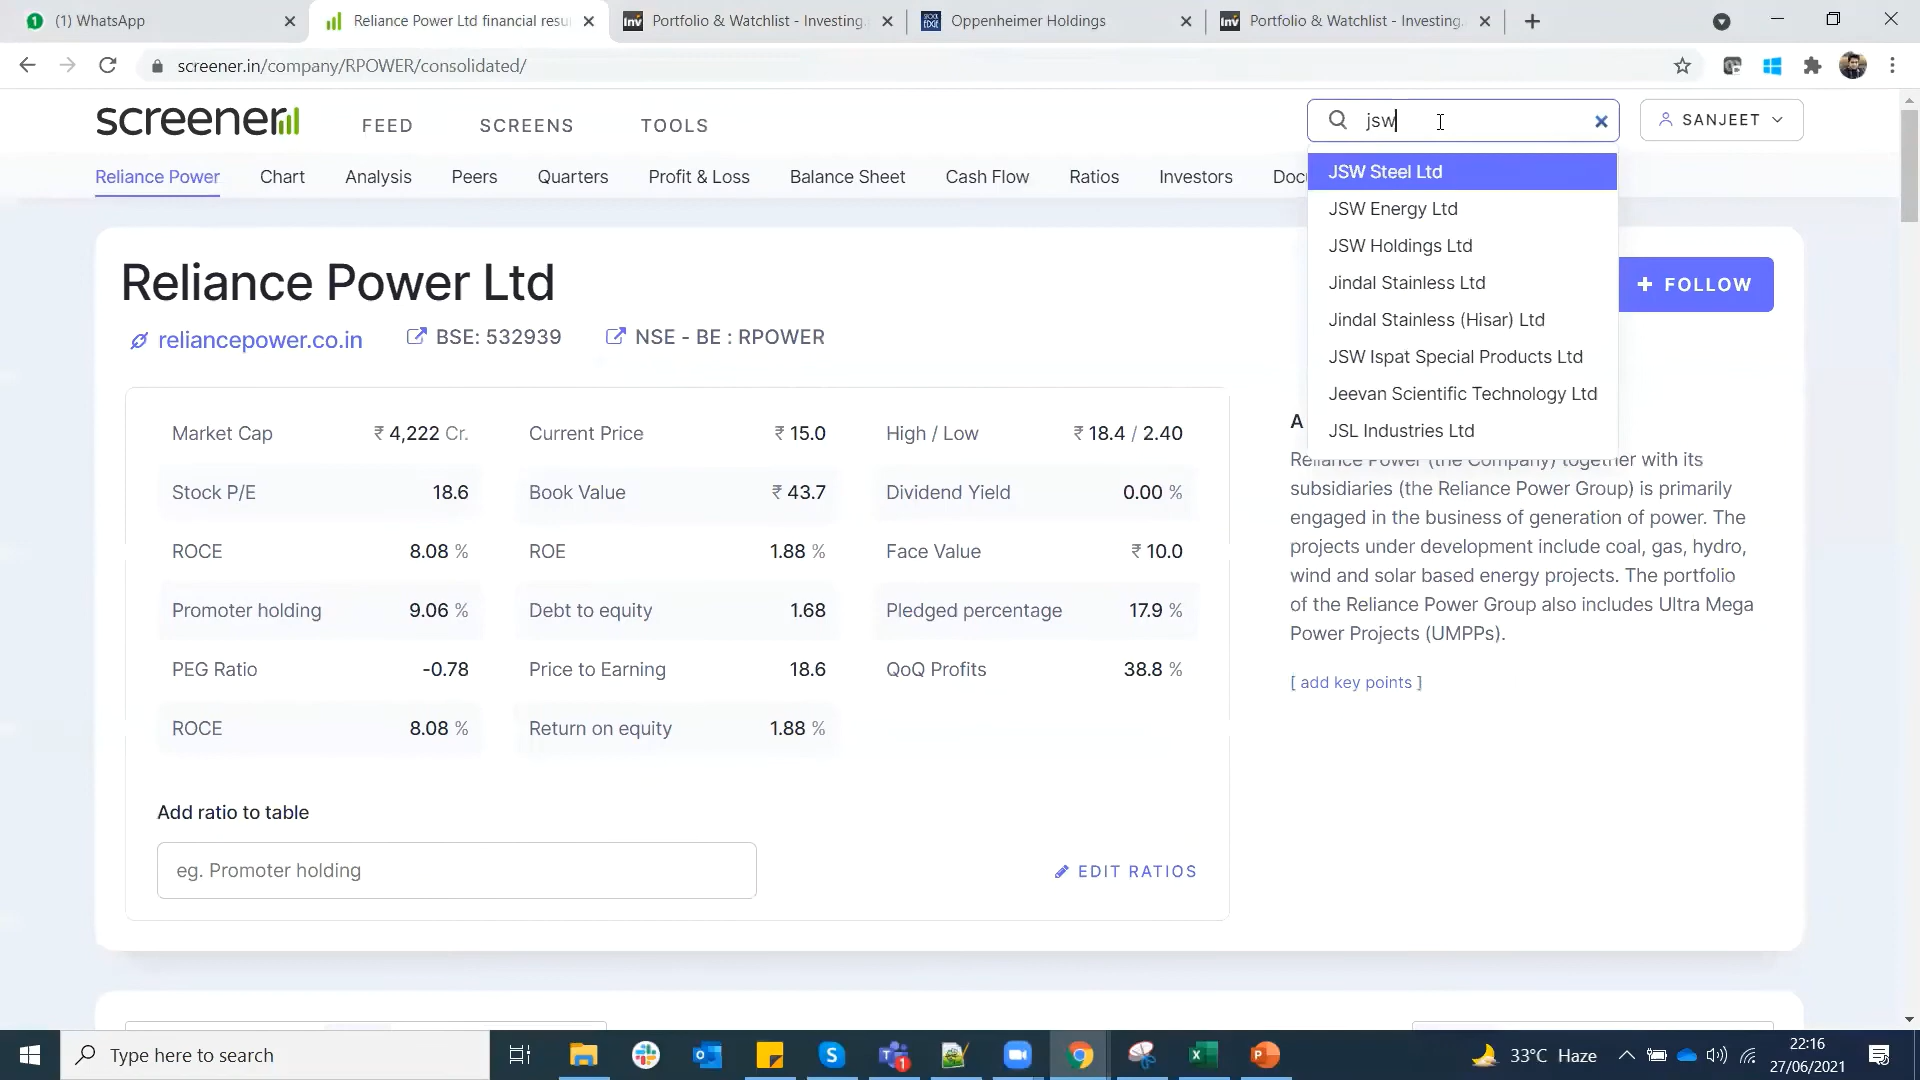 (1) WhatsApp
Reliance Power Ltd financial resu
Portfolio & Watchlist - Investing.
Oppenheimer Holdings
Portfolio & Watchlist - Investing.
screener.in/company/RPOWER/consolidated/
screener
FEED
SCREENS
TOOLS
jsw
SANJEET
Reliance Power
Chart
Analysis
Peers
Quarters
Profit & Loss
Balance Sheet
Cash Flow
Ratios
Investors
Docu
JSW Steel Ltd
JSW Energy Ltd
JSW Holdings Ltd
Jindal Stainless Ltd
Jindal Stainless (Hisar) Ltd
JSW Ispat Special Products Ltd
Jeevan Scientific Technology Ltd
JSL Industries Ltd
Reliance Power Ltd
+ FOLLOW
reliancepower.co.in
BSE: 532939
NSE - BE : RPOWER
Market Cap ₹ 4,222 Cr.
Current Price ₹ 15.0
High / Low ₹ 18.4 / 2.40
Stock P/E 18.6
Book Value ₹ 43.7
Dividend Yield 0.00 %
ROCE 8.08 %
ROE 1.88 %
Face Value ₹ 10.0
Promoter holding 9.06 %
Debt to equity 1.68
Pledged percentage 17.9 %
PEG Ratio -0.78
Price to Earning 18.6
QoQ Profits 38.8 %
ROCE 8.08 %
Return on equity 1.88 %
Add ratio to table
eg. Promoter holding
EDIT RATIOS
A
Reliance Power (the Company) together with its
subsidiaries (the Reliance Power Group) is primarily
engaged in the business of generation of power. The
projects under development include coal, gas, hydro,
wind and solar based energy projects. The portfolio
of the Reliance Power Group also includes Ultra Mega
Power Projects (UMPPs).
[ add key points ]
Type here to search
33°C Haze
22:16
27/06/2021